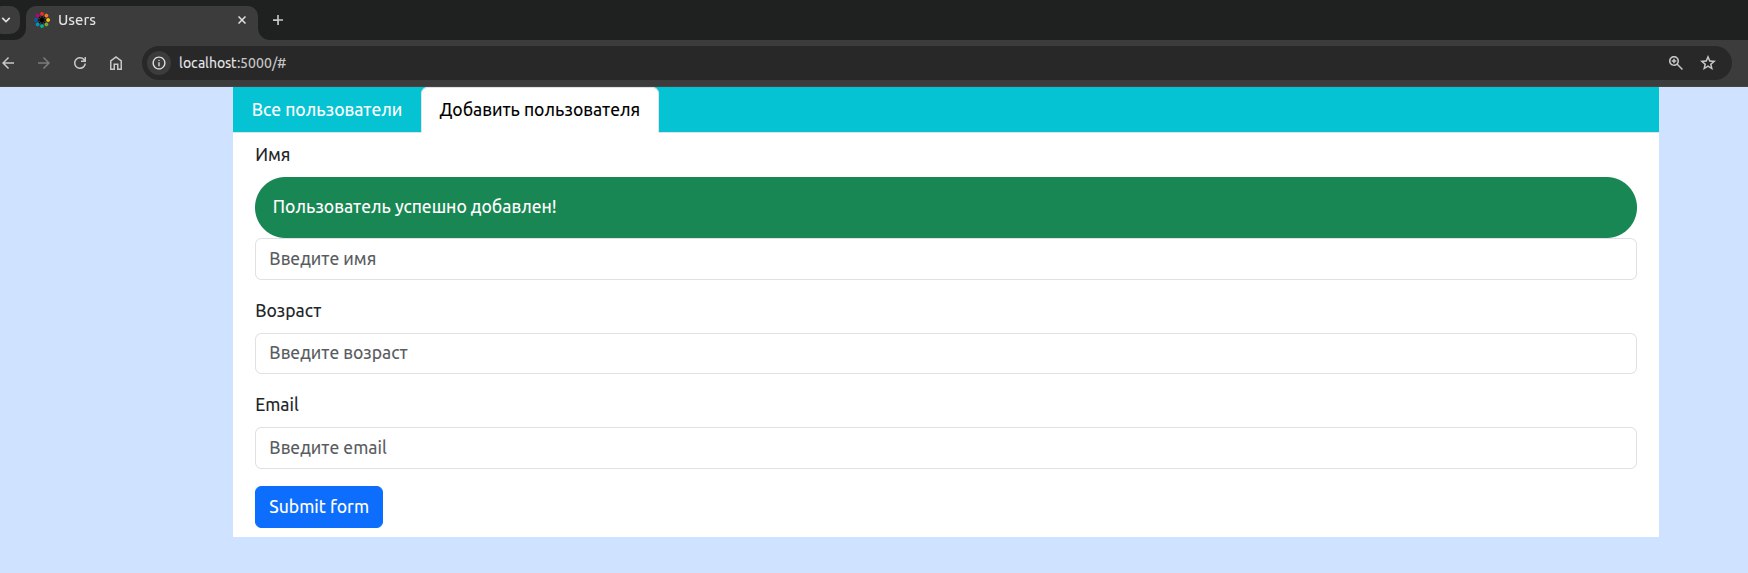 Users
localhost:5000/#
Все пользователи Добавить пользователя
Имя
Пользователь успешно добавлен!
Введите имя
Возраст
Введите возраст
Email
Введите email
Submit form